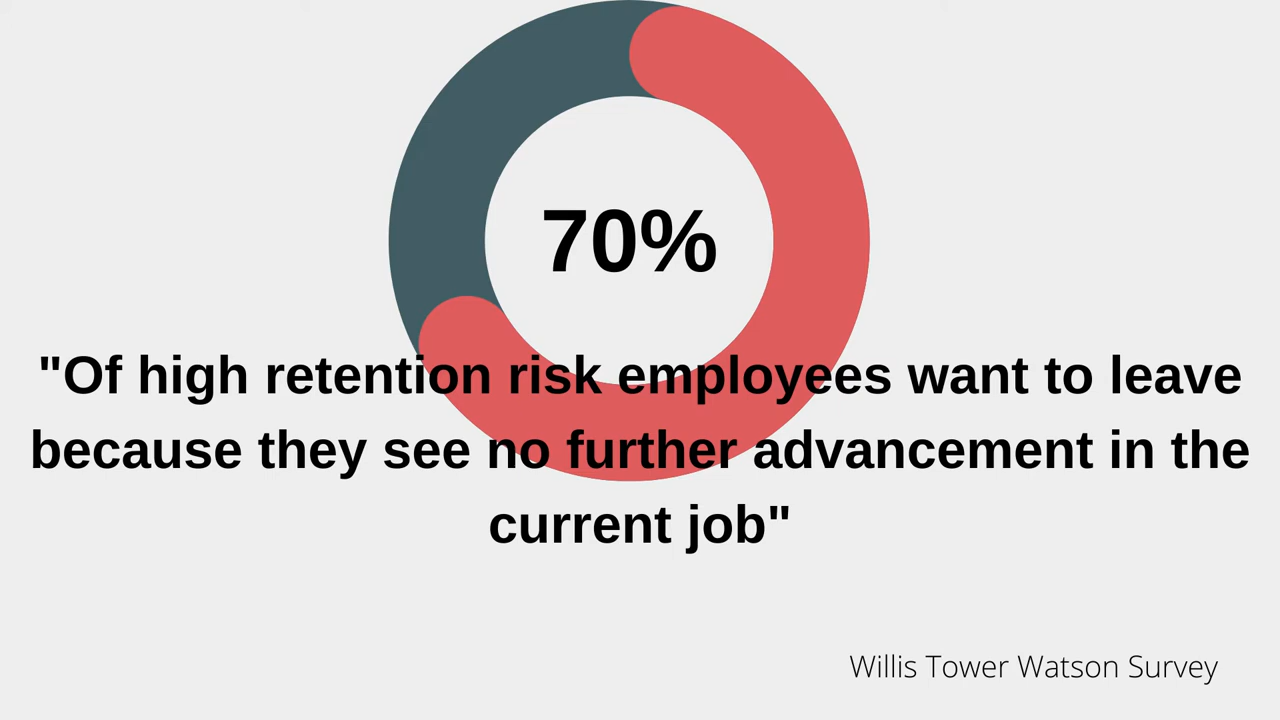 70%
"Of high retention risk employees want to leave
because they see no further advancement in the
current job"
Willis Tower Watson Survey